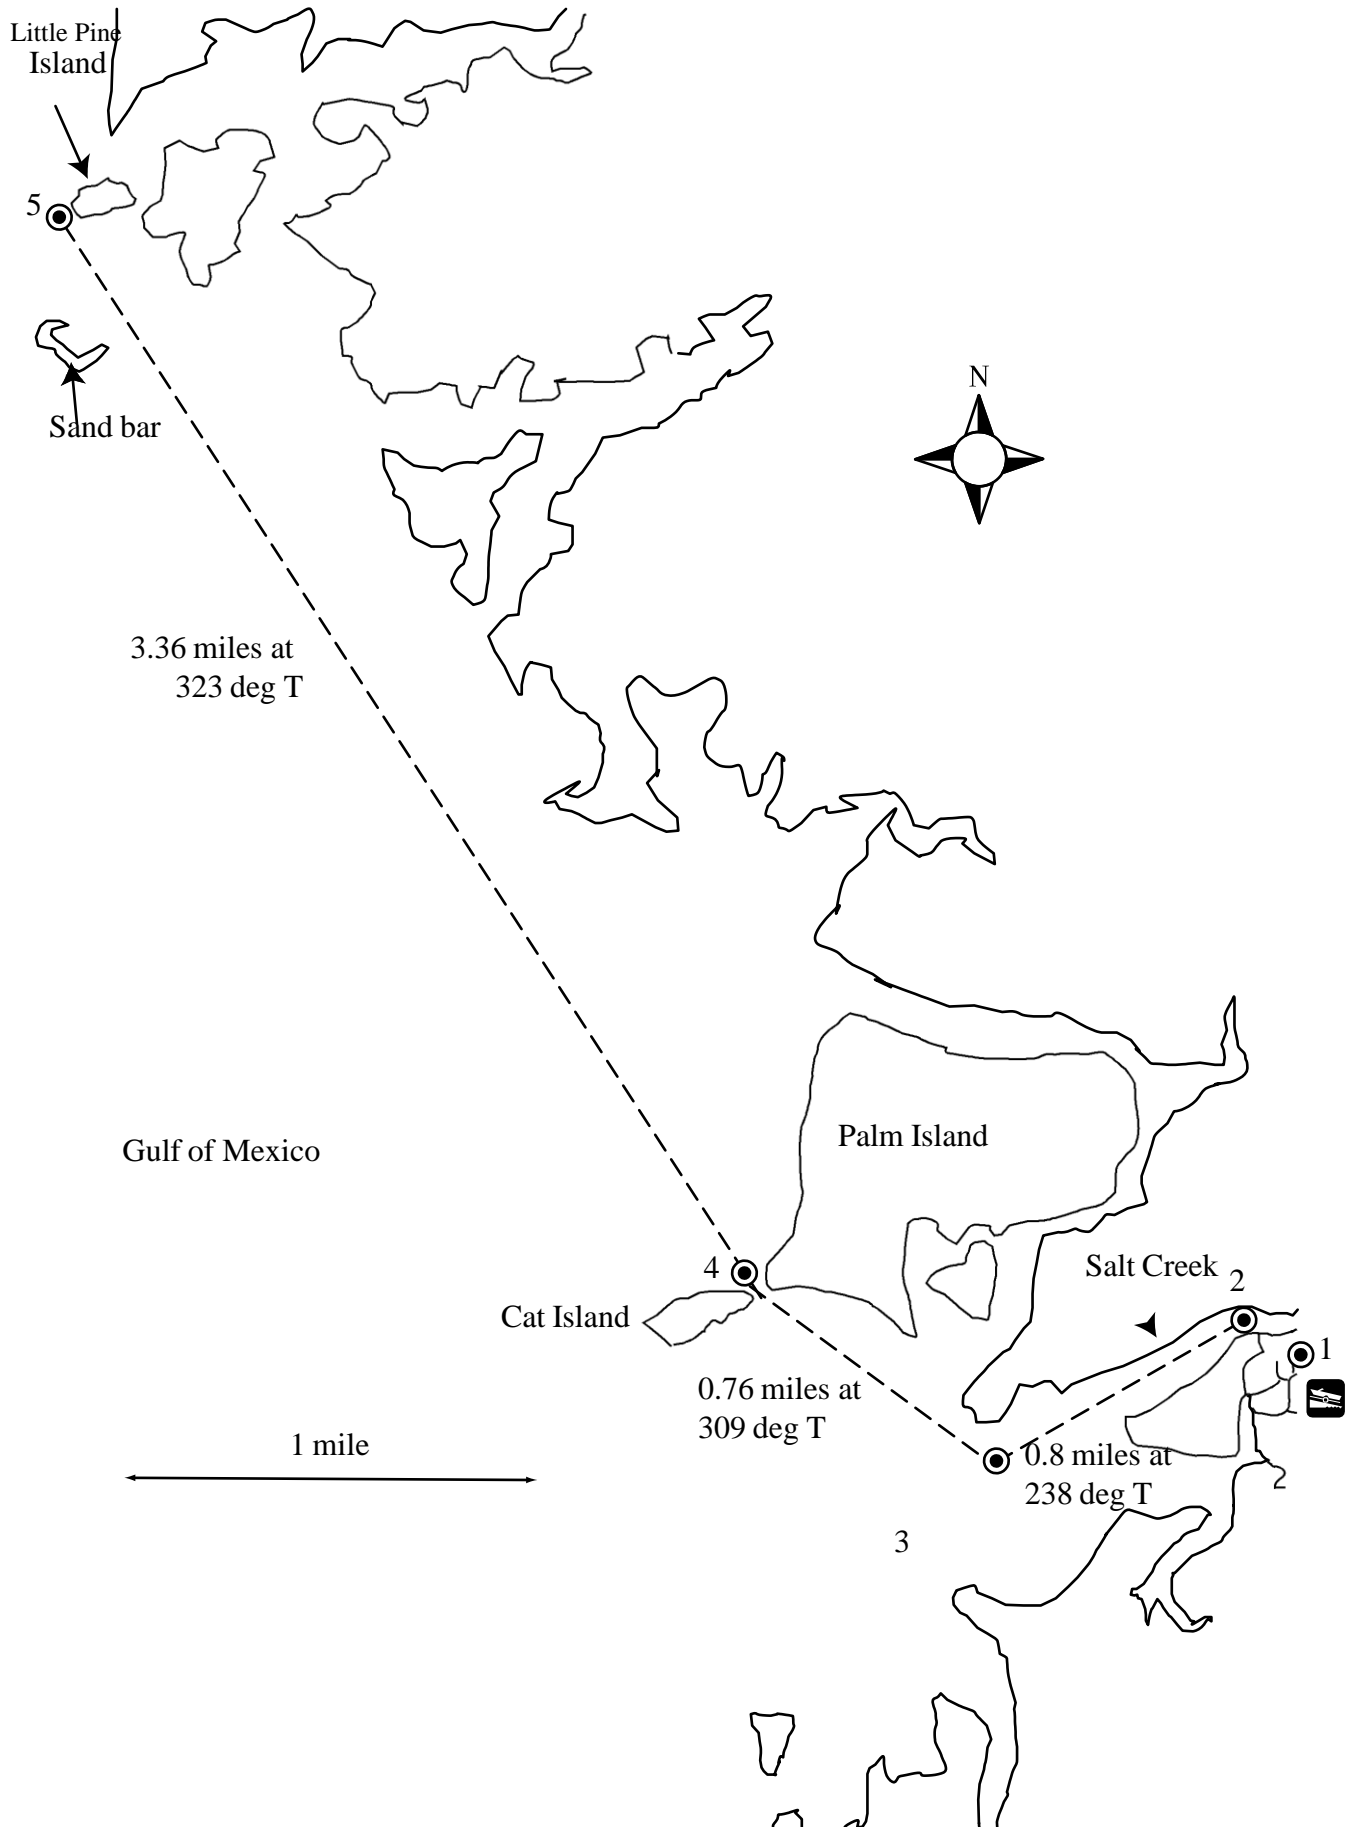 Little Pine
Island
5
Sand bar
N
3.36 miles at
323 deg T
Gulf of Mexico
Palm Island
4
Cat Island
Salt Creek
2
1
0.76 miles at
309 deg T
1 mile
0.8 miles at
238 deg T
2
3